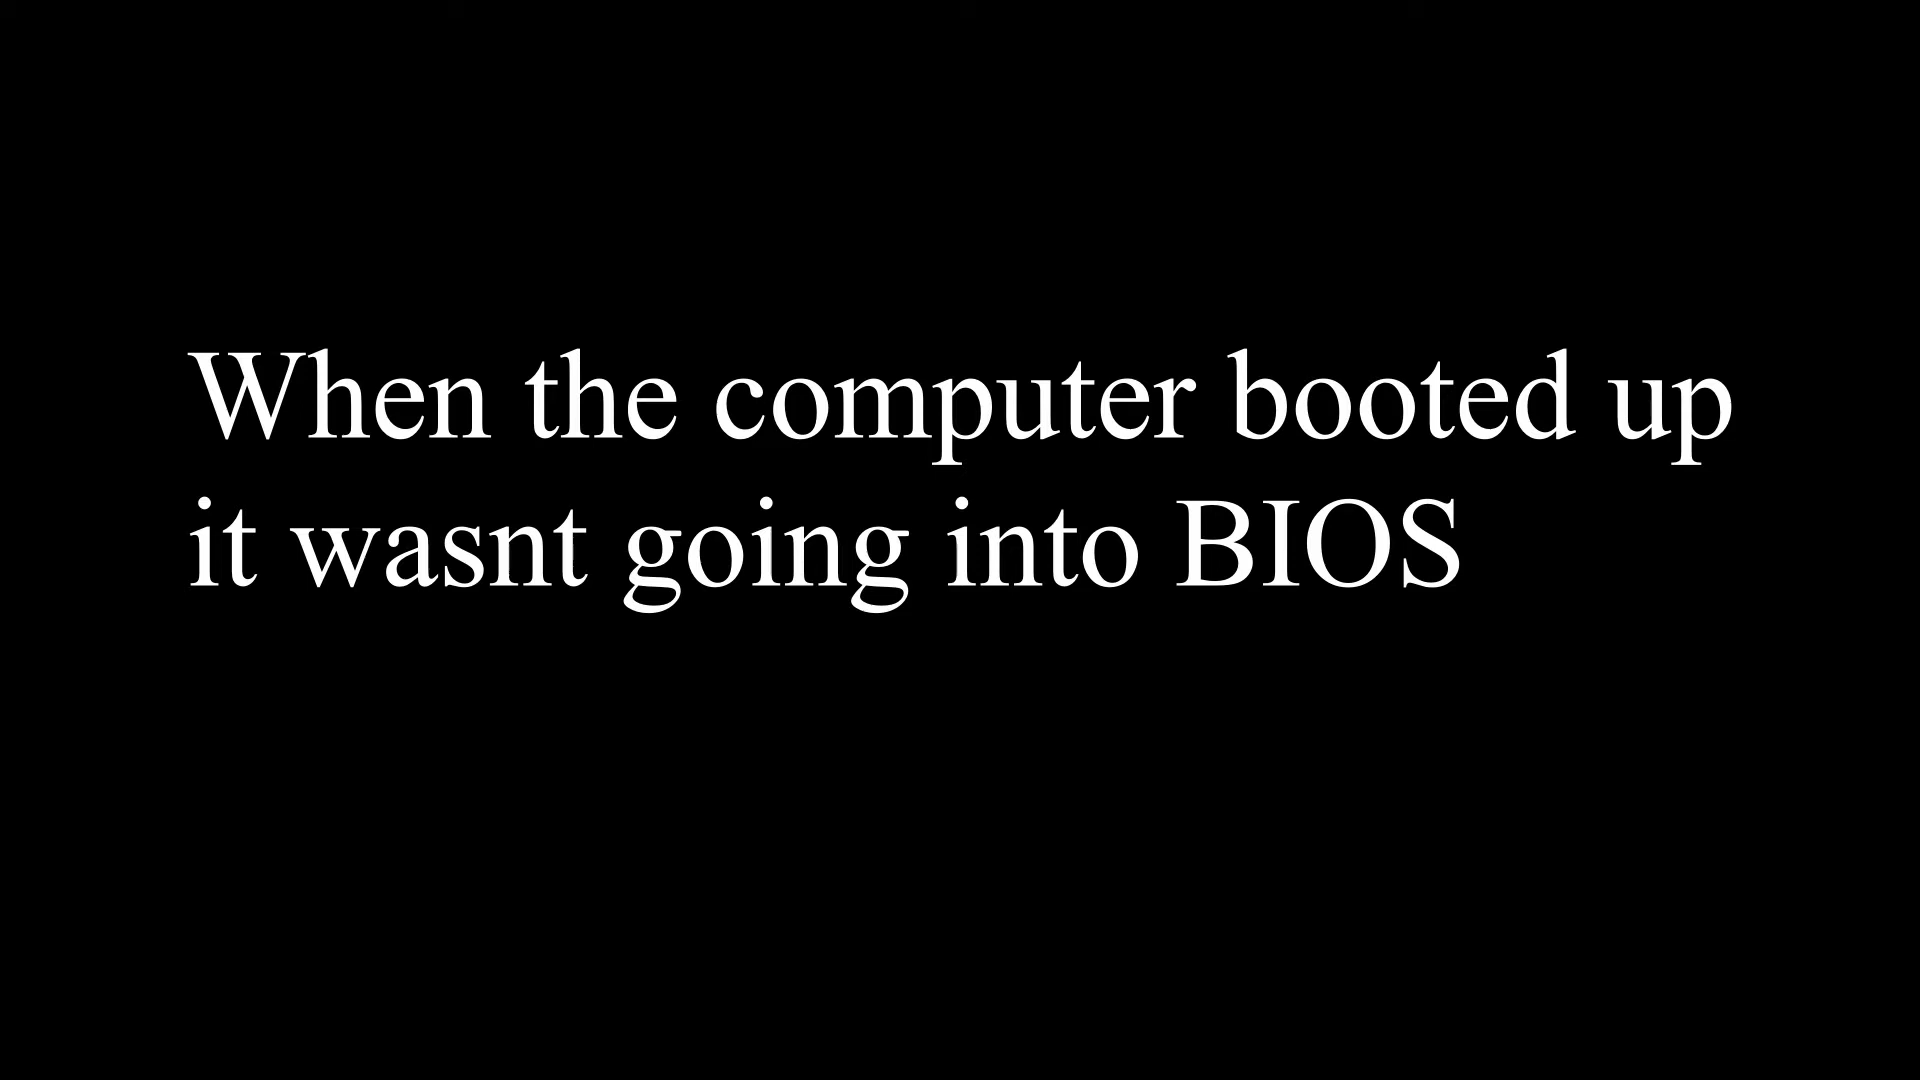 When the computer booted up
it wasnt going into BIOS